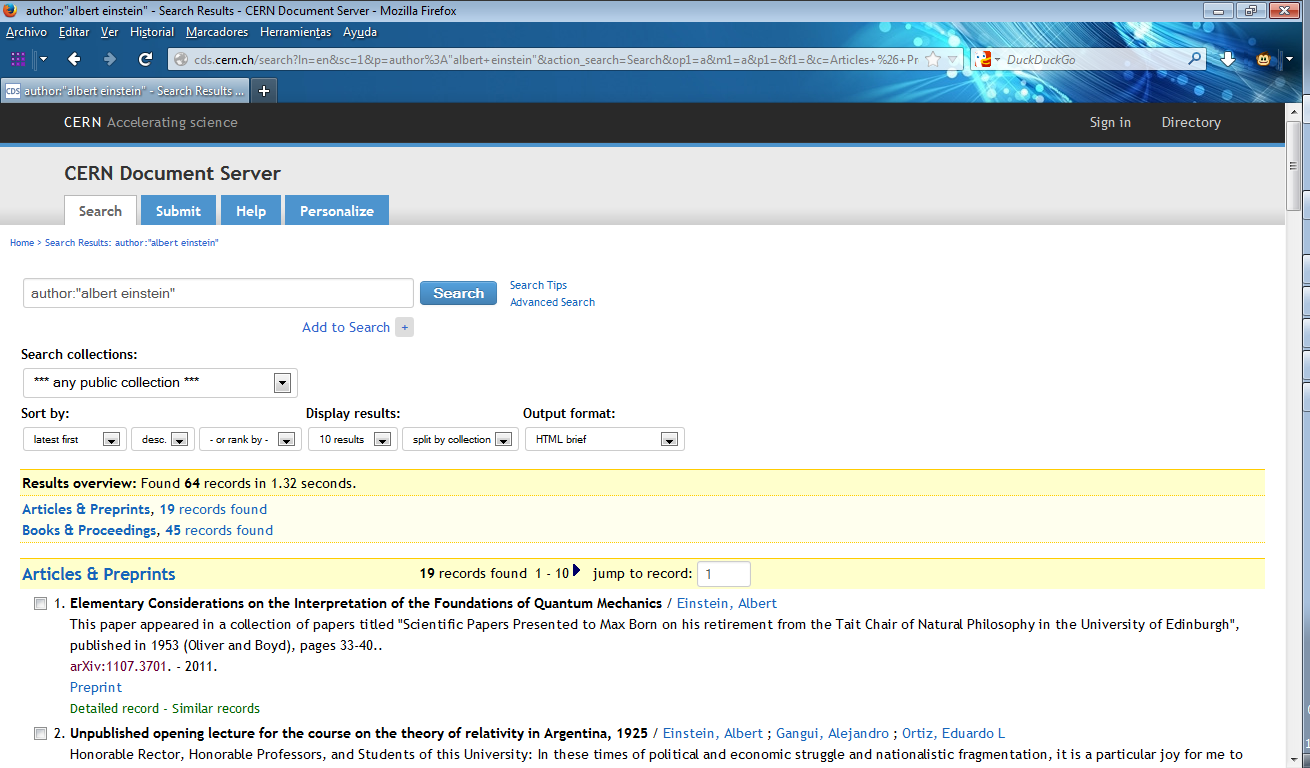 author:"albert einstein" - Search Results - CERN Document Server - Mozilla Firefox
Archivo Editar Ver Historial Marcadores Herramientas Ayuda
cds.cern.ch/search?ln=en&sc=1&p=author%3A"albert+einstein"&action_search=Search&op1=a&m1=a&p1=&f1=&c=Articles+%26+Pr DuckDuckGo
CDS author:"albert einstein" - Search Results ... +
CERN Accelerating science Sign in Directory
CERN Document Server
Search Submit Help Personalize
Home > Search Results: author:"albert einstein"
author:"albert einstein" Search Search Tips
Advanced Search
Add to Search +
Search collections:
*** any public collection ***
Sort by: Display results: Output format:
latest first desc. - or rank by - 10 results split by collection HTML brief
Results overview: Found 64 records in 1.32 seconds.
Articles & Preprints, 19 records found
Books & Proceedings, 45 records found
Articles & Preprints 19 records found 1 - 10 jump to record: 1
1. Elementary Considerations on the Interpretation of the Foundations of Quantum Mechanics / Einstein, Albert
This paper appeared in a collection of papers titled "Scientific Papers Presented to Max Born on his retirement from the Tait Chair of Natural Philosophy in the University of Edinburgh",
published in 1953 (Oliver and Boyd), pages 33-40..
arXiv:1107.3701. - 2011.
Preprint
Detailed record - Similar records
2. Unpublished opening lecture for the course on the theory of relativity in Argentina, 1925 / Einstein, Albert ; Gangui, Alejandro ; Ortiz, Eduardo L
Honorable Rector, Honorable Professors, and Students of this University: In these times of political and economic struggle and nationalistic fragmentation, it is a particular joy for me to